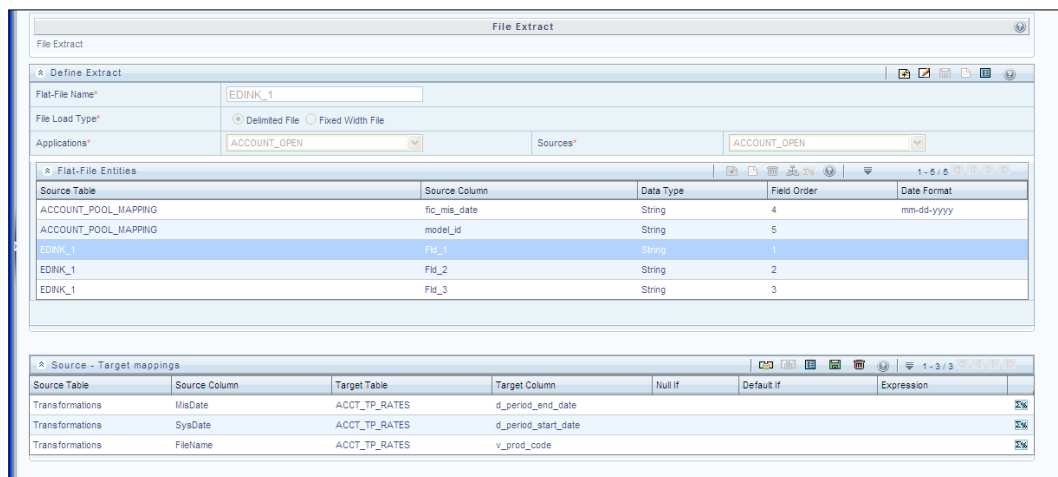 File Extract
File Extract
Define Extract
Flat-File Name* EDINK_1
File Load Type* Delimited File Fixed Width File
Applications* ACCOUNT_OPEN Sources* ACCOUNT_OPEN
Flat-File Entities 1 - 5 / 5
Source Table Source Column Data Type Field Order Date Format
ACCOUNT_POOL_MAPPING fic_mis_date String 4 mm-dd-yyyy
ACCOUNT_POOL_MAPPING model_id String 5
EDINK_1 Fld_1 String 1
EDINK_1 Fld_2 String 2
EDINK_1 Fld_3 String 3
Source - Target mappings 1 - 3 / 3
Source Table Source Column Target Table Target Column Null If Default If Expression
Transformations MisDate ACCT_TP_RATES d_period_end_date Σ%
Transformations SysDate ACCT_TP_RATES d_period_start_date Σ%
Transformations FileName ACCT_TP_RATES v_prod_code Σ%